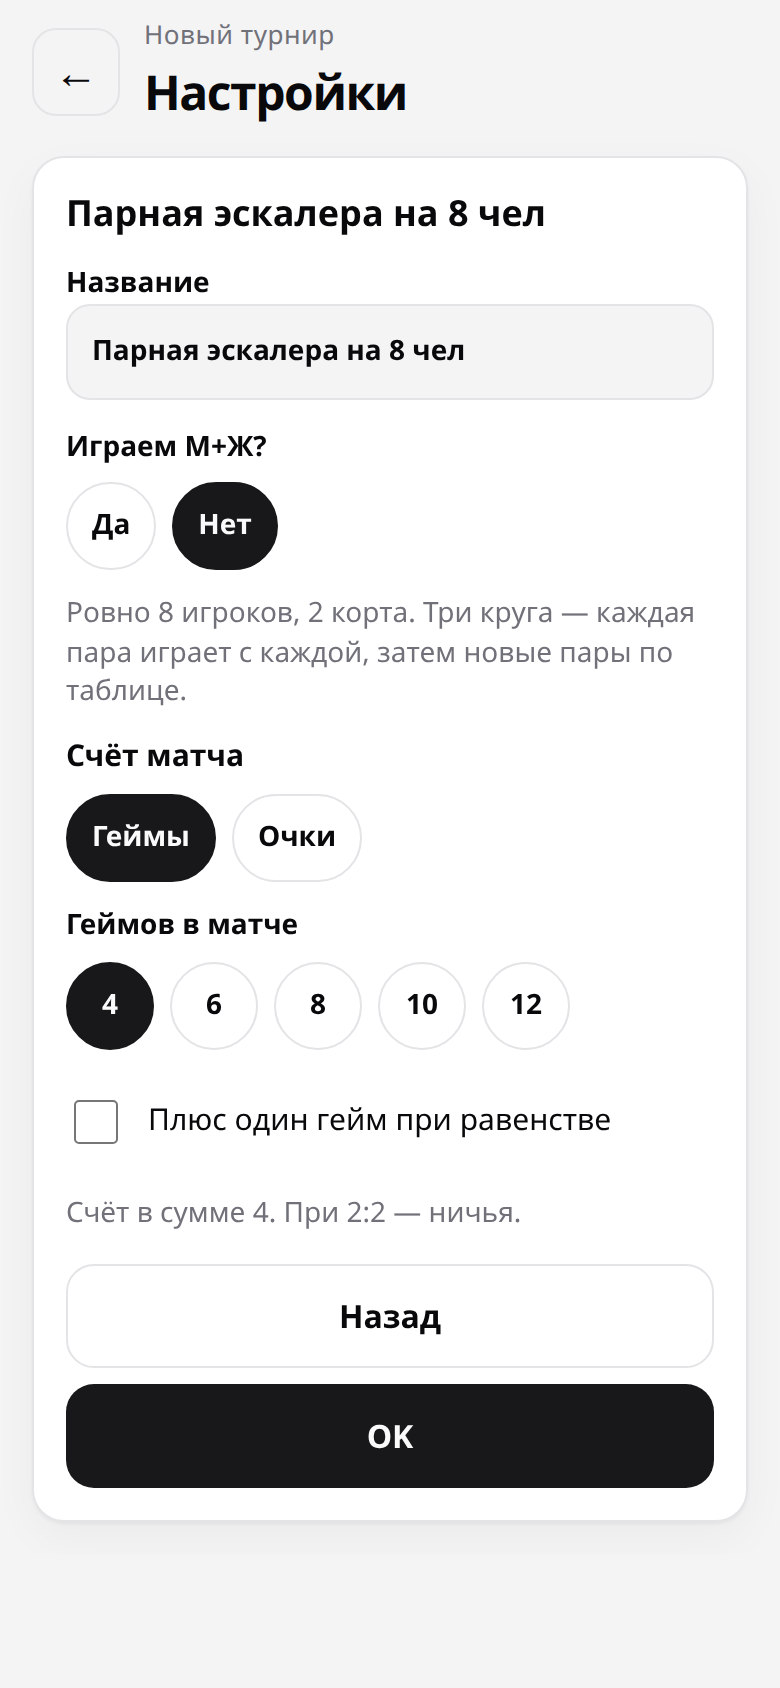 Новый турнир
←
Настройки
Парная эскалера на 8 чел
Название
Парная эскалера на 8 чел
Играем М+Ж?
Да Нет
Ровно 8 игроков, 2 корта. Три круга — каждая
пара играет с каждой, затем новые пары по
таблице.
Счёт матча
Геймы Очки
Геймов в матче
4 6 8 10 12
Плюс один гейм при равенстве
Счёт в сумме 4. При 2:2 — ничья.
Назад
OK